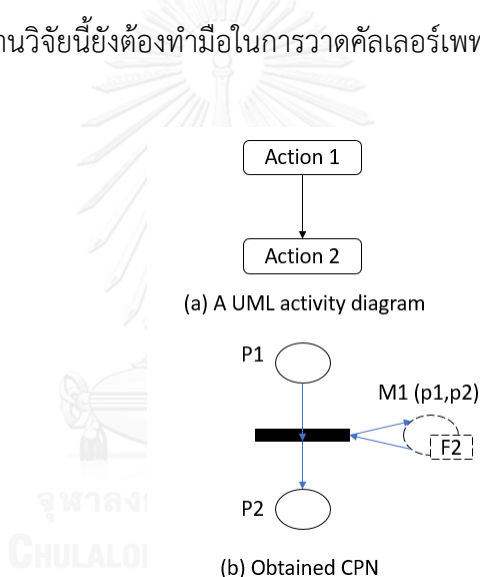 านวิจัยนี้ยังต้องทำมือในการวาดคัลเลอร์เพท
Action 1
Action 2
(a) A UML activity diagram
P1
M1 (p1,p2)
F2
P2
(b) Obtained CPN